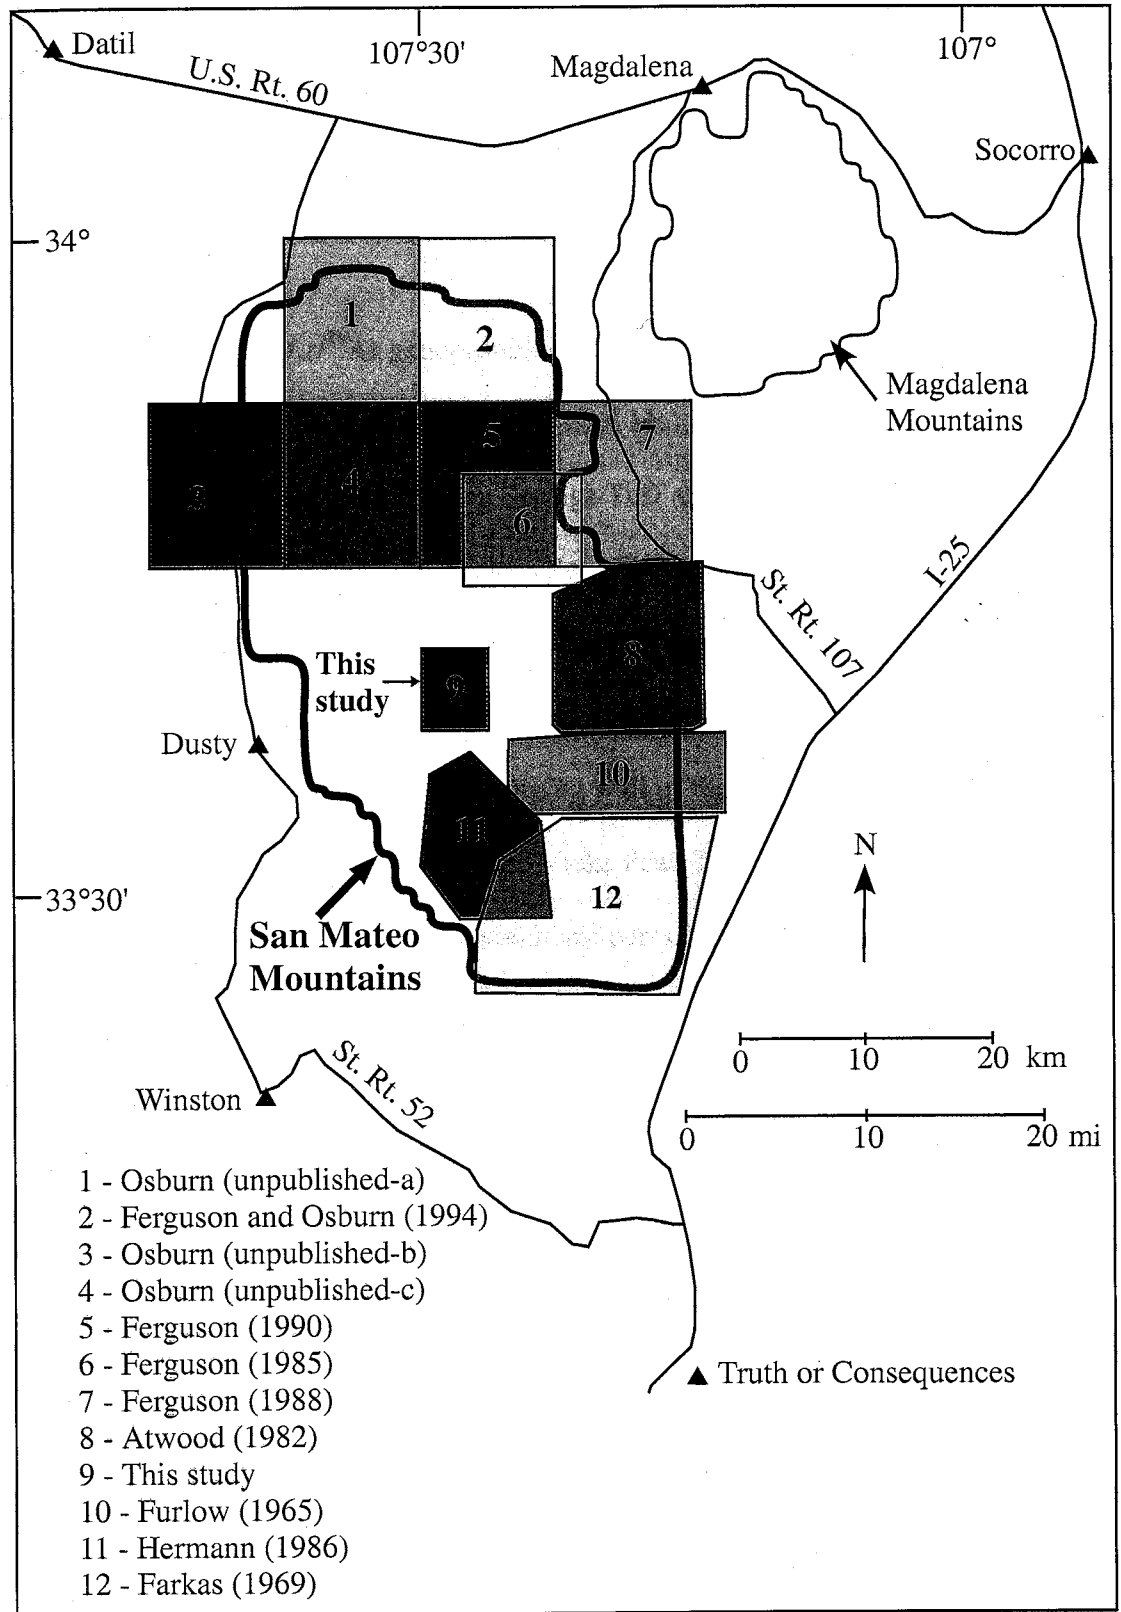 Datil
107°30'
107°
U.S. Rt. 60
Magdalena
Socorro
34°
1
2
Magdalena
Mountains
3
4
5
6
7
I-25
St. Rt. 107
8
This
study
9
Dusty
10
11
12
N
33°30'
San Mateo
Mountains
0 10 20 km
0 10 20 mi
Winston
St. Rt. 52
1 - Osburn (unpublished-a)
2 - Ferguson and Osburn (1994)
3 - Osburn (unpublished-b)
4 - Osburn (unpublished-c)
5 - Ferguson (1990)
6 - Ferguson (1985)
7 - Ferguson (1988)
8 - Atwood (1982)
9 - This study
10 - Furlow (1965)
11 - Hermann (1986)
12 - Farkas (1969)
Truth or Consequences